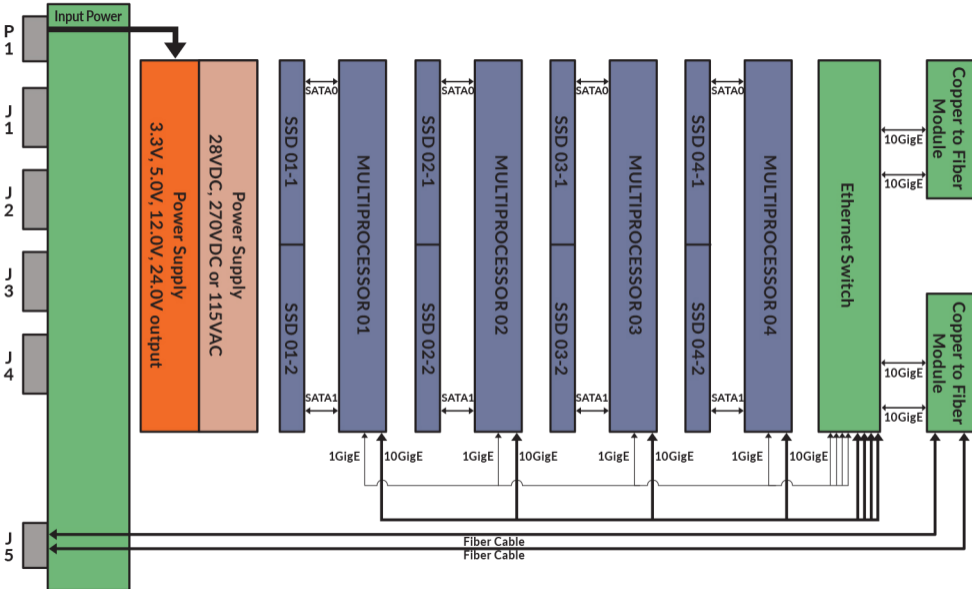 Input Power
P
1
J
1
J
2
J
3
J
4
J
5
Power Supply
3.3V, 5.0V, 12.0V, 24.0V output
Power Supply
28VDC, 270VDC or 115VAC
SSD 01-1
SSD 01-2
SATA0
SATA1
MULTIPROCESSOR 01
1GigE
10GigE
SSD 02-1
SSD 02-2
SATA0
SATA1
MULTIPROCESSOR 02
1GigE
10GigE
SSD 03-1
SSD 03-2
SATA0
SATA1
MULTIPROCESSOR 03
1GigE
10GigE
SSD 04-1
SSD 04-2
SATA0
SATA1
MULTIPROCESSOR 04
1GigE
10GigE
Ethernet Switch
10GigE
10GigE
Copper to Fiber
Module
10GigE
10GigE
Copper to Fiber
Module
Fiber Cable
Fiber Cable